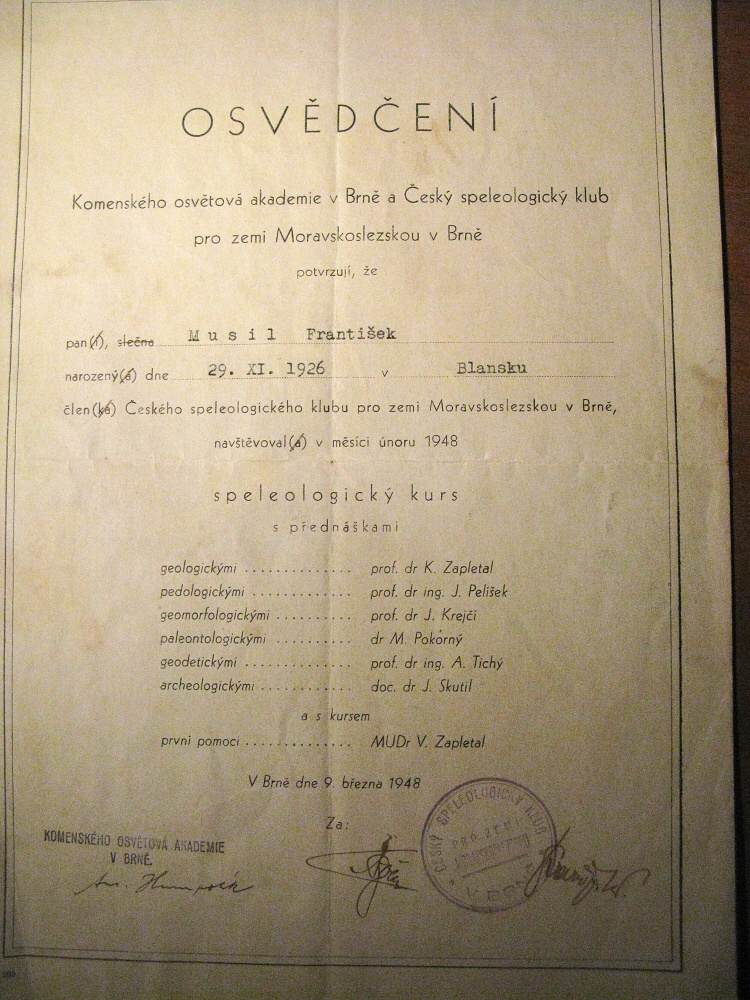 OSVĚDČENÍ
Komenského osvětová akademie v Brně a Český speleologický klub
pro zemi Moravskoslezskou v Brně
potvrzují, že
pan(í), slečna Musil František
narozený(á) dne 29. XI. 1926 v Blansku
člen(ka) Českého speleologického klubu pro zemi Moravskoslezskou v Brně,
navštěvoval(a) v měsíci únoru 1948
speleologický kurs
s přednáškami
geologickými .............. prof. dr K. Zapletal
pedologickými .............. prof. dr ing. J. Pelíšek
geomorfologickými .......... prof. dr J. Krejčí
paleontologickými .......... dr M. Pokorný
geodetickými .............. prof. dr ing. A. Tichý
archeologickými ............ doc. dr J. Skutil
a s kursem
první pomoci .............. MUDr V. Zapletal
V Brně dne 9. března 1948
Za:
KOMENSKÉHO OSVĚTOVÁ AKADEMIE
V BRNĚ.
ČESKÝ SPELEOLOGICKÝ KLUB
PRO ZEMI
V BRNĚ